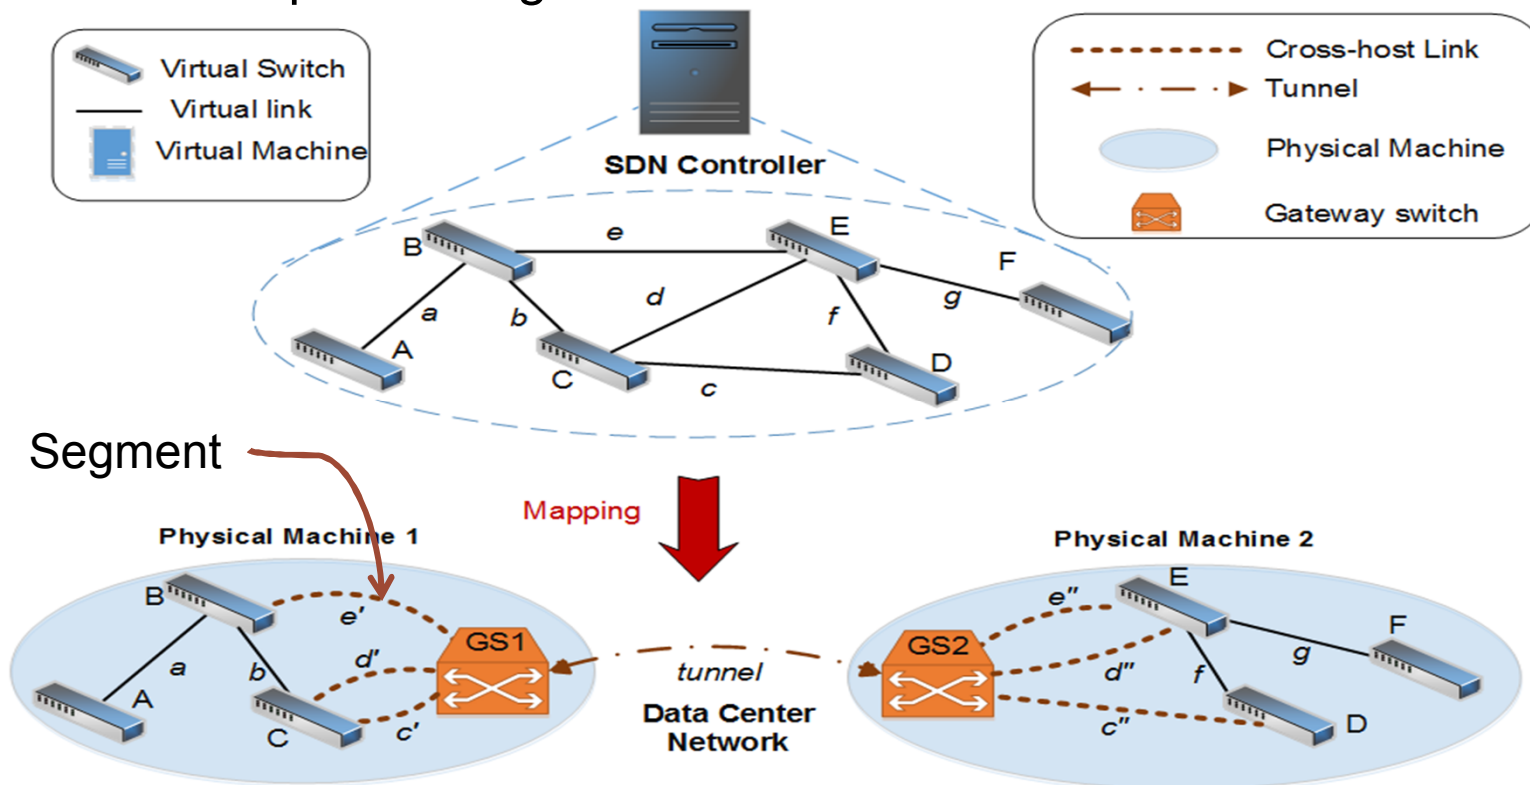 Virtual Switch
Virtual link
Virtual Machine
Cross-host Link
Tunnel
Physical Machine
Gateway switch
SDN Controller
B
e
E
F
a
b
d
f
g
A
C
c
D
Segment
Mapping
Physical Machine 1
Physical Machine 2
B
e'
GS1
a
b
d'
A
C
c'
tunnel
Data Center
Network
E
e"
GS2
F
d"
f
g
c"
D